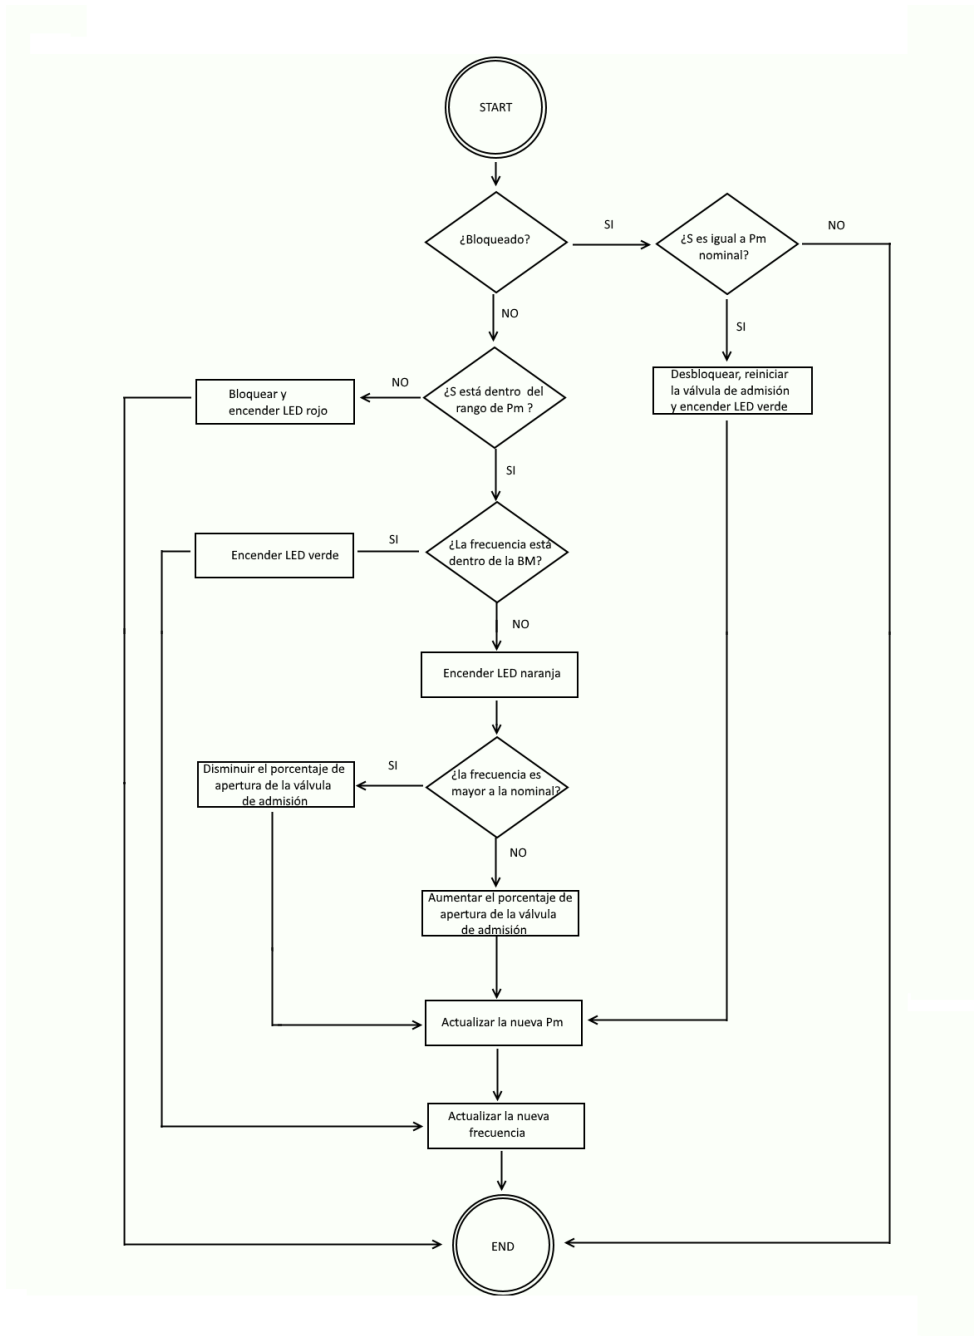 START
¿Bloqueado?
SI
¿S es igual a Pm
nominal?
NO
NO
SI
Desbloquear, reiniciar
la válvula de admisión
y encender LED verde
¿S está dentro  del
rango de Pm ?
NO
Bloquear y
encender LED rojo
SI
¿La frecuencia está
dentro de la BM?
SI
Encender LED verde
NO
Encender LED naranja
¿la frecuencia es
mayor a la nominal?
SI
Disminuir el porcentaje de
apertura de la válvula
de admisión
NO
Aumentar el porcentaje de
apertura de la válvula
de admisión
Actualizar la nueva Pm
Actualizar la nueva
frecuencia
END